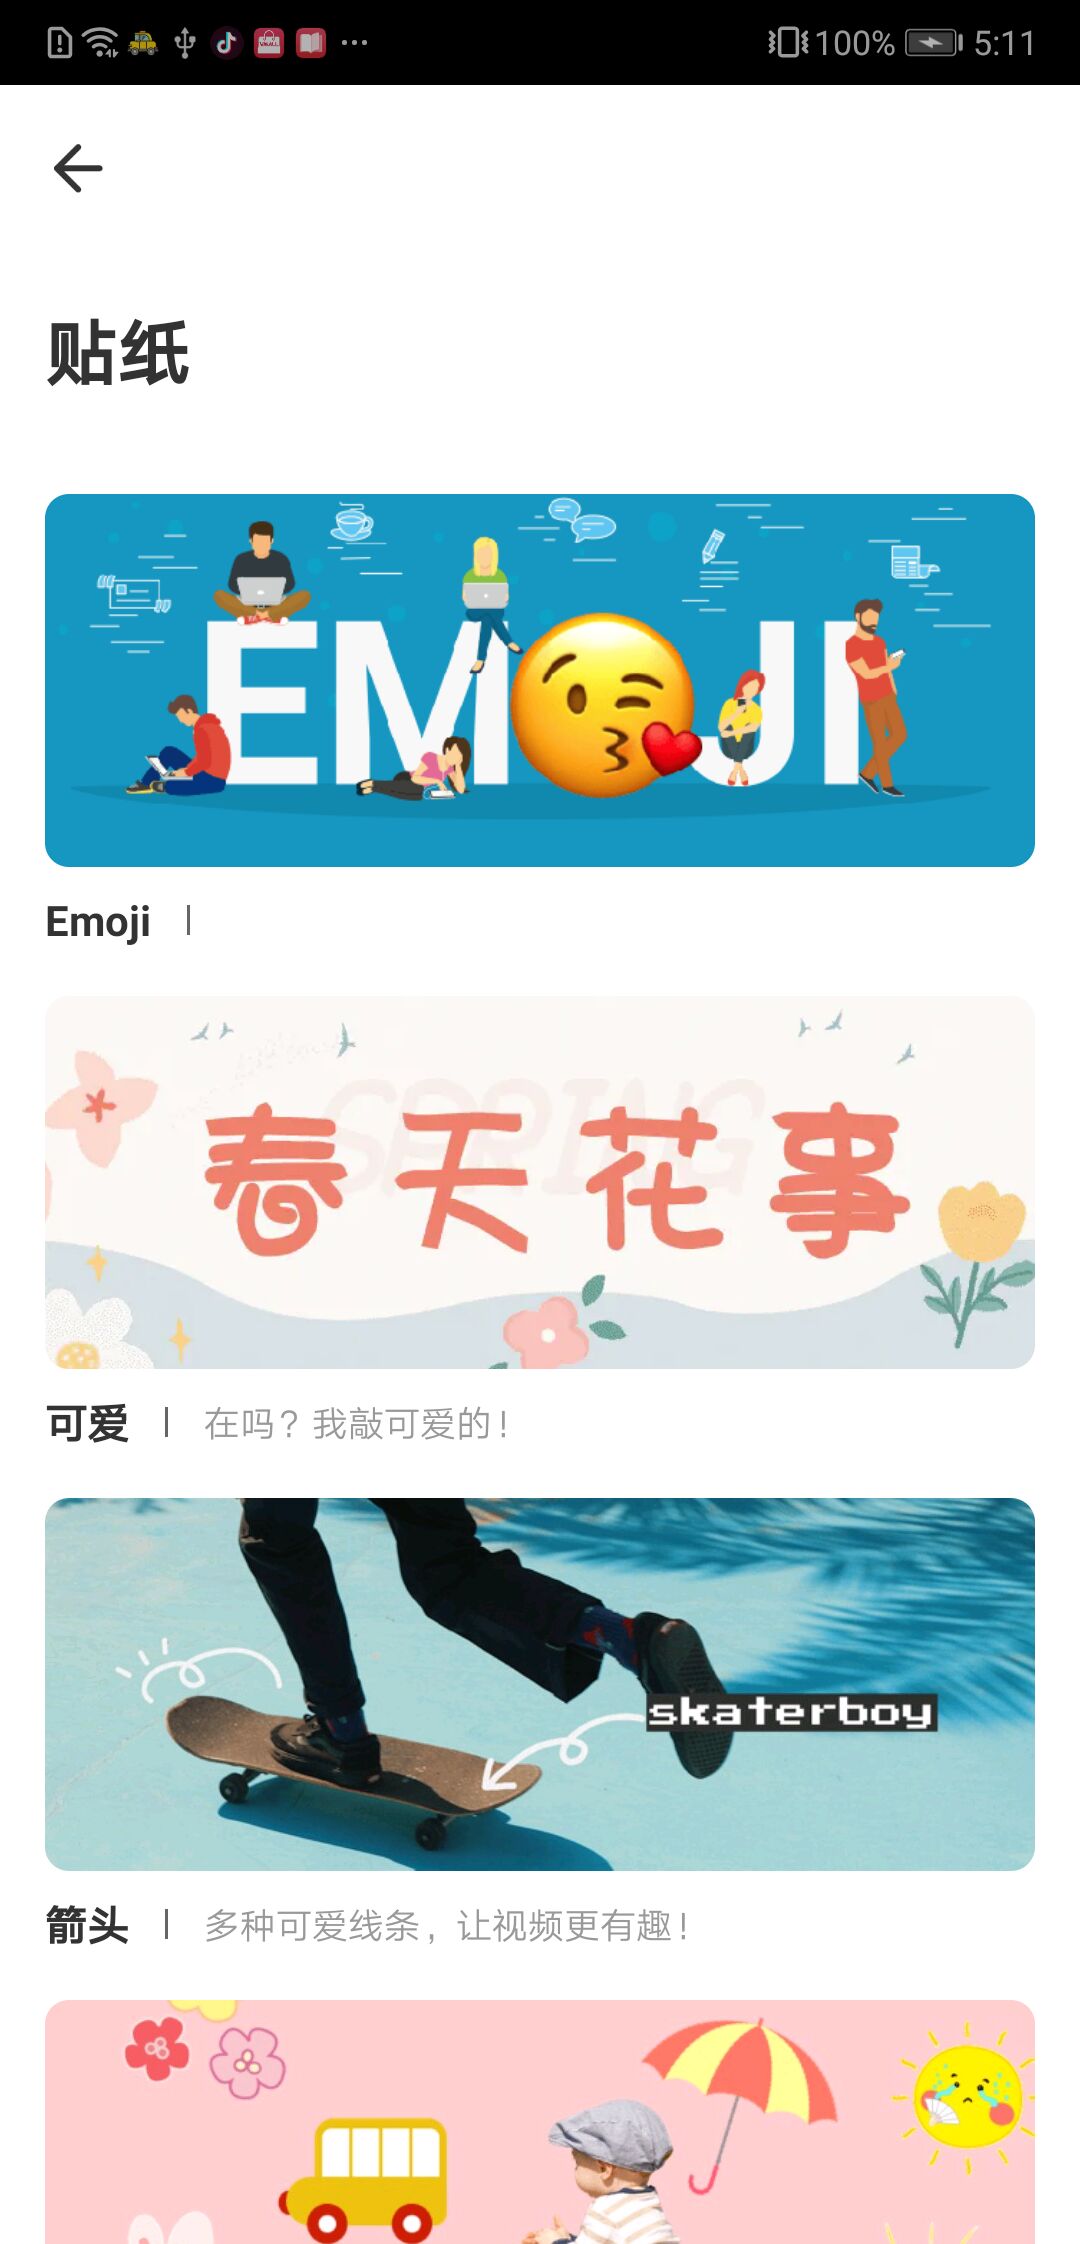 100% 5:11
贴纸
EMOJI
Emoji |
SPRING
春天花事
可爱 | 在吗？我敲可爱的！
skaterboy
箭头 | 多种可爱线条，让视频更有趣！